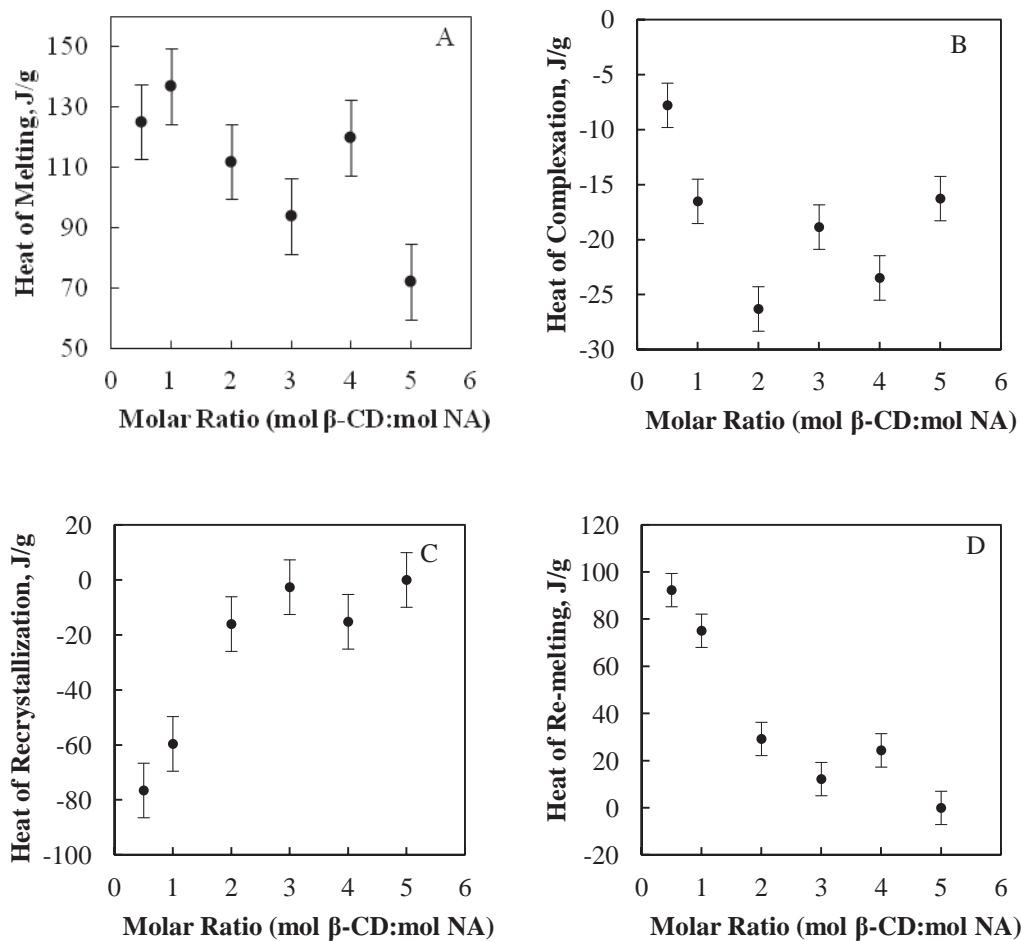 A
Heat of Melting, J/g
150
130
110
90
70
50
0 1 2 3 4 5 6
Molar Ratio (mol β-CD:mol NA)
B
Heat of Complexation, J/g
0
-5
-10
-15
-20
-25
-30
0 1 2 3 4 5 6
Molar Ratio (mol β-CD:mol NA)
C
Heat of Recrystallization, J/g
20
0
-20
-40
-60
-80
-100
0 1 2 3 4 5 6
Molar Ratio (mol β-CD:mol NA)
D
Heat of Re-melting, J/g
120
100
80
60
40
20
0
-20
0 1 2 3 4 5 6
Molar Ratio (mol β-CD:mol NA)